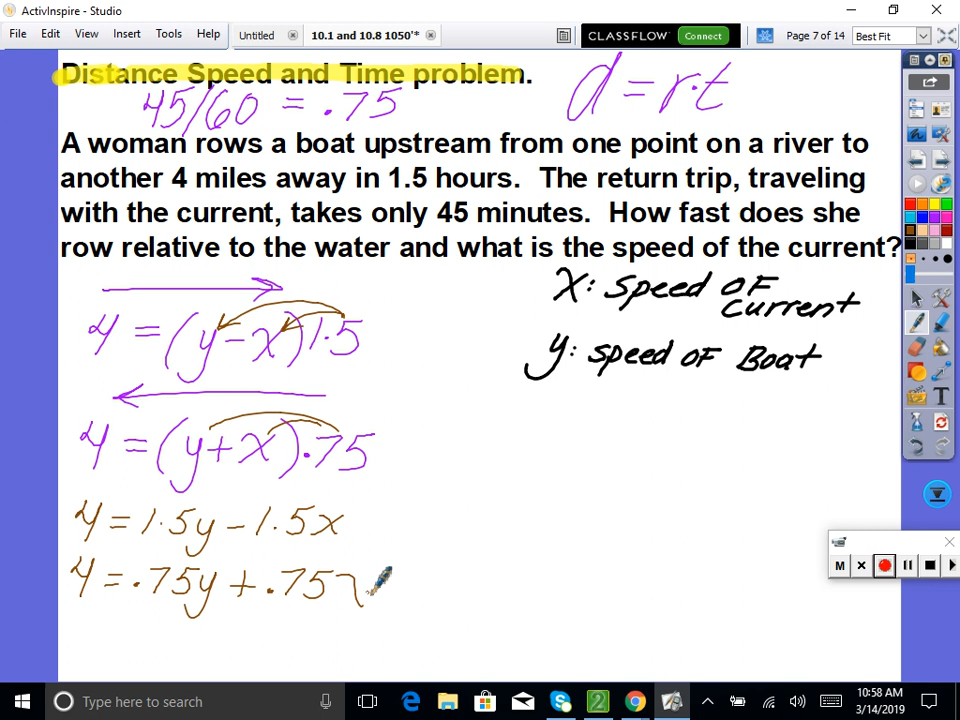 ActivInspire - Studio
File Edit View Insert Tools Help Untitled 10.1 and 10.8 1050'* CLASSFLOW Connect Page 7 of 14 Best Fit
Distance Speed and Time problem.
45/60 = .75
d = r·t
A woman rows a boat upstream from one point on a river to
another 4 miles away in 1.5 hours. The return trip, traveling
with the current, takes only 45 minutes. How fast does she
row relative to the water and what is the speed of the current?
x: speed of
current
4 = (y - x) 1.5
y: speed of Boat
4 = (y + x) .75
4 = 1.5y - 1.5x
4 = .75y + .75
M
Type here to search
10:58 AM
3/14/2019